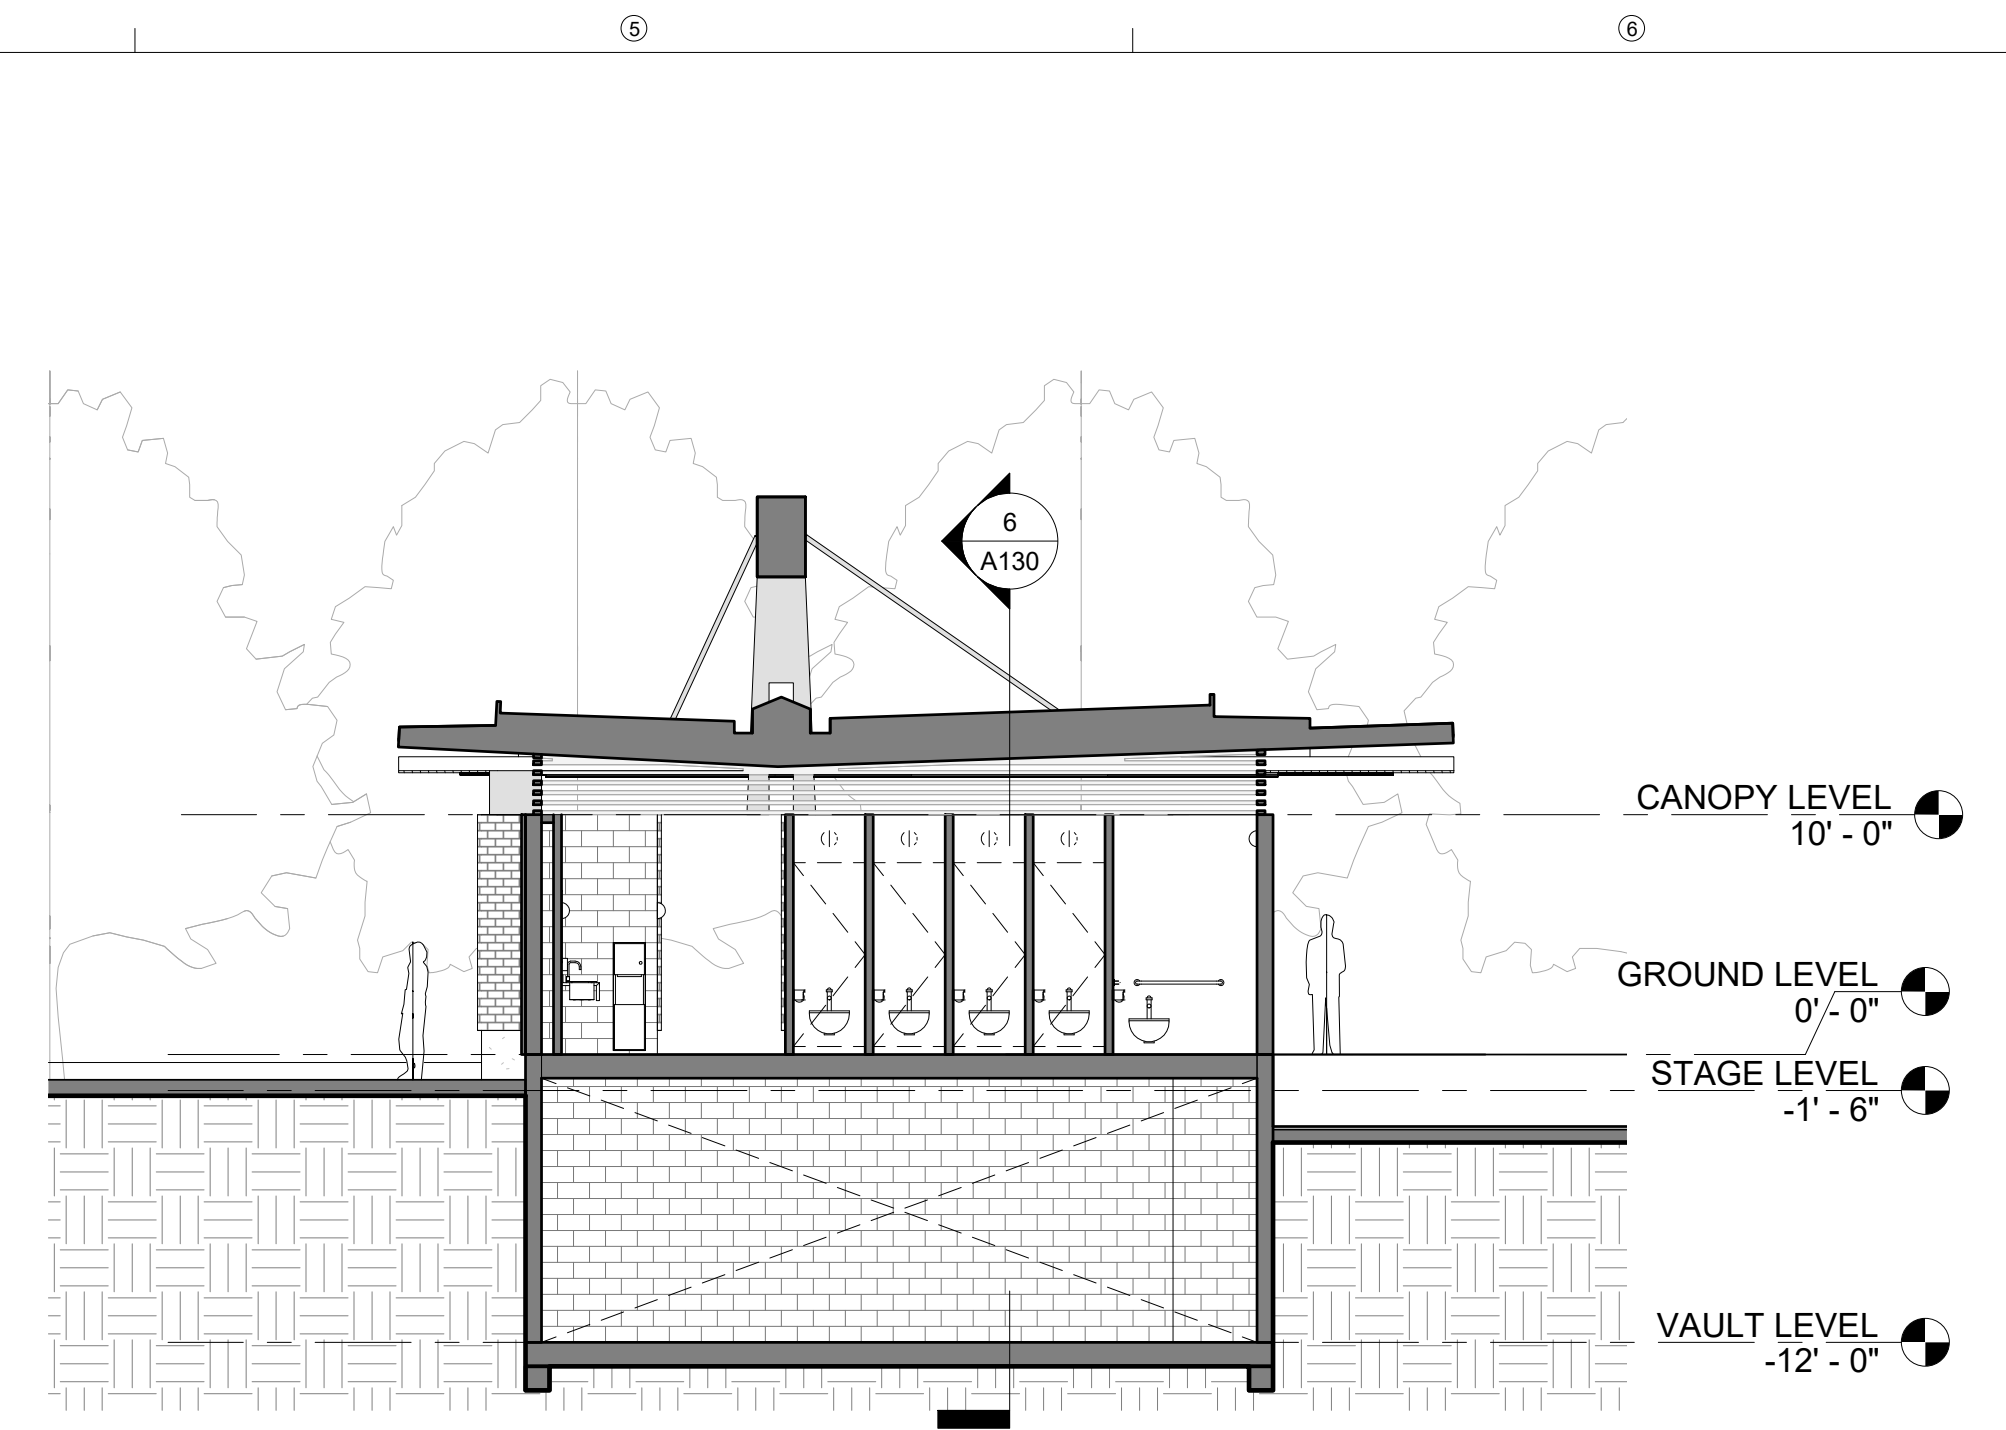 5
6
6
A130
CANOPY LEVEL
10' - 0"
GROUND LEVEL
0' - 0"
STAGE LEVEL
-1' - 6"
VAULT LEVEL
-12' - 0"